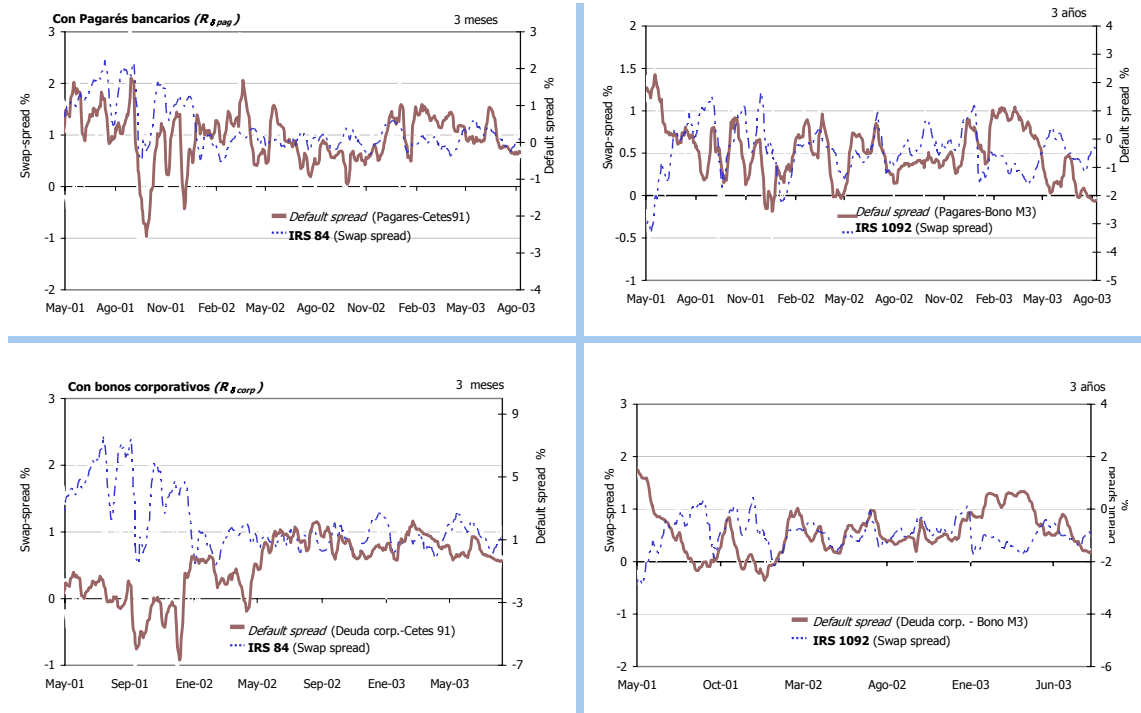 Con Pagarés bancarios (R δ pag)
3 meses
3
2
1
0
-1
-2
3
2
1
0
-1
-2
-3
-4
Swap-spread %
Default spread %
Default spread (Pagares-Cetes91)
IRS 84 (Swap spread)
May-01 Ago-01 Nov-01 Feb-02 May-02 Ago-02 Nov-02 Feb-03 May-03 Ago-03
3 años
2
1.5
1
0.5
0
-0.5
-1
4
3
2
1
0
-1
-2
-3
-4
-5
Swap-spread %
Default spread %
Defaul spread (Pagares-Bono M3)
IRS 1092 (Swap spread)
May-01 Ago-01 Nov-01 Feb-02 May-02 Ago-02 Nov-02 Feb-03 May-03 Ago-03
Con bonos corporativos (R δ corp)
3 meses
3
2
1
0
-1
9
5
1
-3
-7
Swap-spread %
Default spread %
Default spread (Deuda corp.-Cetes 91)
IRS 84 (Swap spread)
May-01 Sep-01 Ene-02 May-02 Sep-02 Ene-03 May-03
3 años
3
2
1
0
-1
-2
4
2
0
-2
-4
-6
Swap-spread %
Default spread %
Default spread (Deuda corp. - Bono M3)
IRS 1092 (Swap spread)
May-01 Oct-01 Mar-02 Ago-02 Ene-03 Jun-03